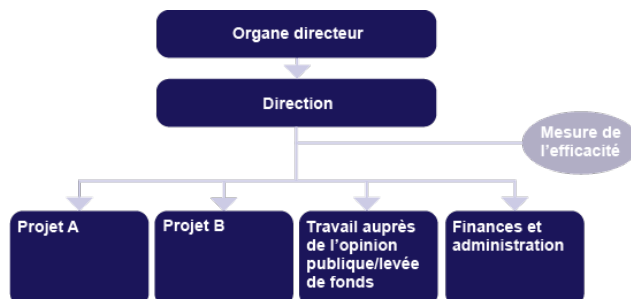 Organe directeur
Direction
Mesure de
l'efficacité
Projet A
Projet B
Travail auprès
de l'opinion
publique/levée
de fonds
Finances et
administration